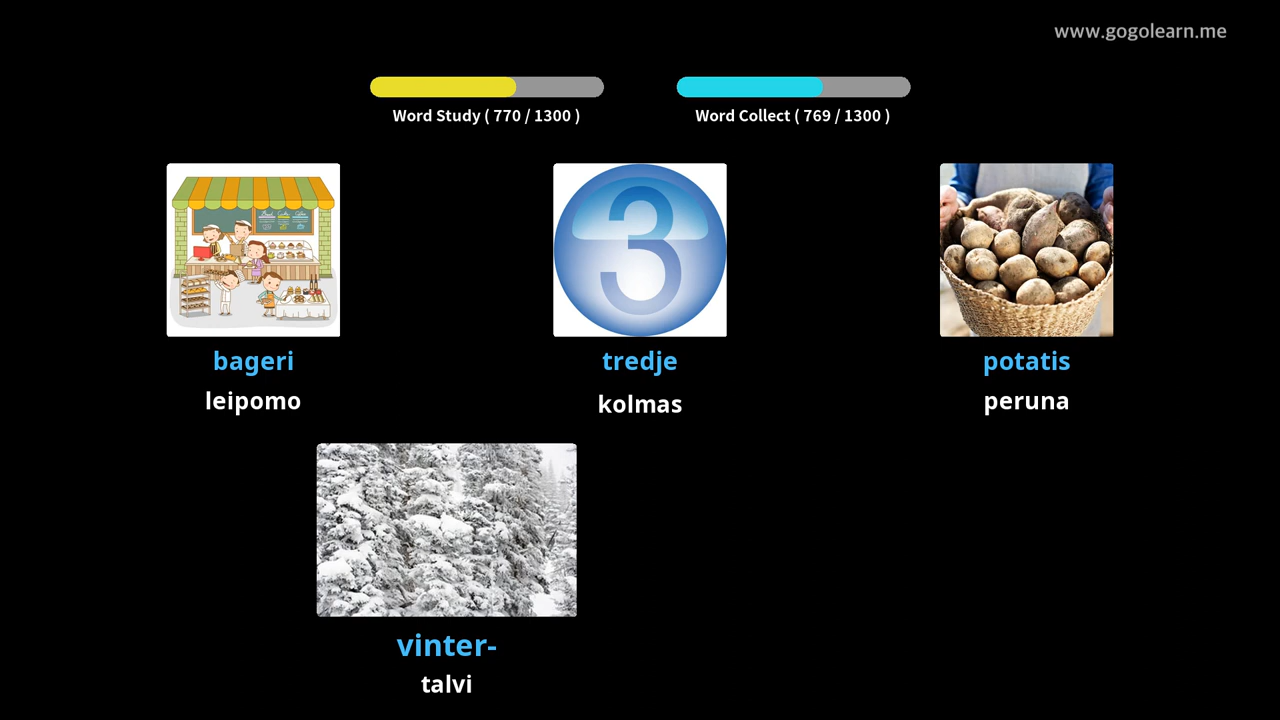 www.gogolearn.me
Word Study ( 770 / 1300 )
Word Collect ( 769 / 1300 )
3
bageri
tredje
potatis
leipomo
kolmas
peruna
vinter-
talvi